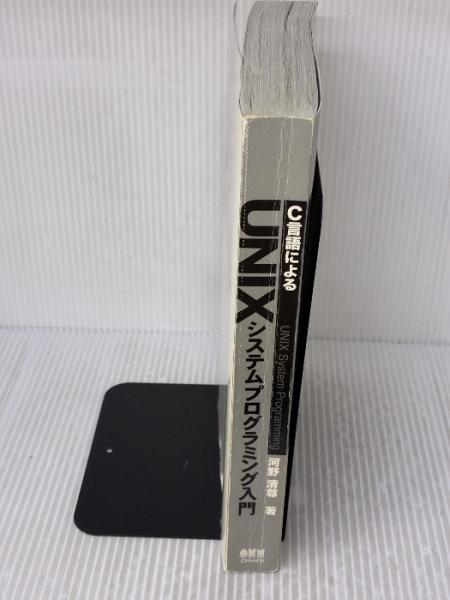 C言語による
UNIX
システムプログラミング入門
UNIX System Programming
河野 清尊 著
Ohmsha